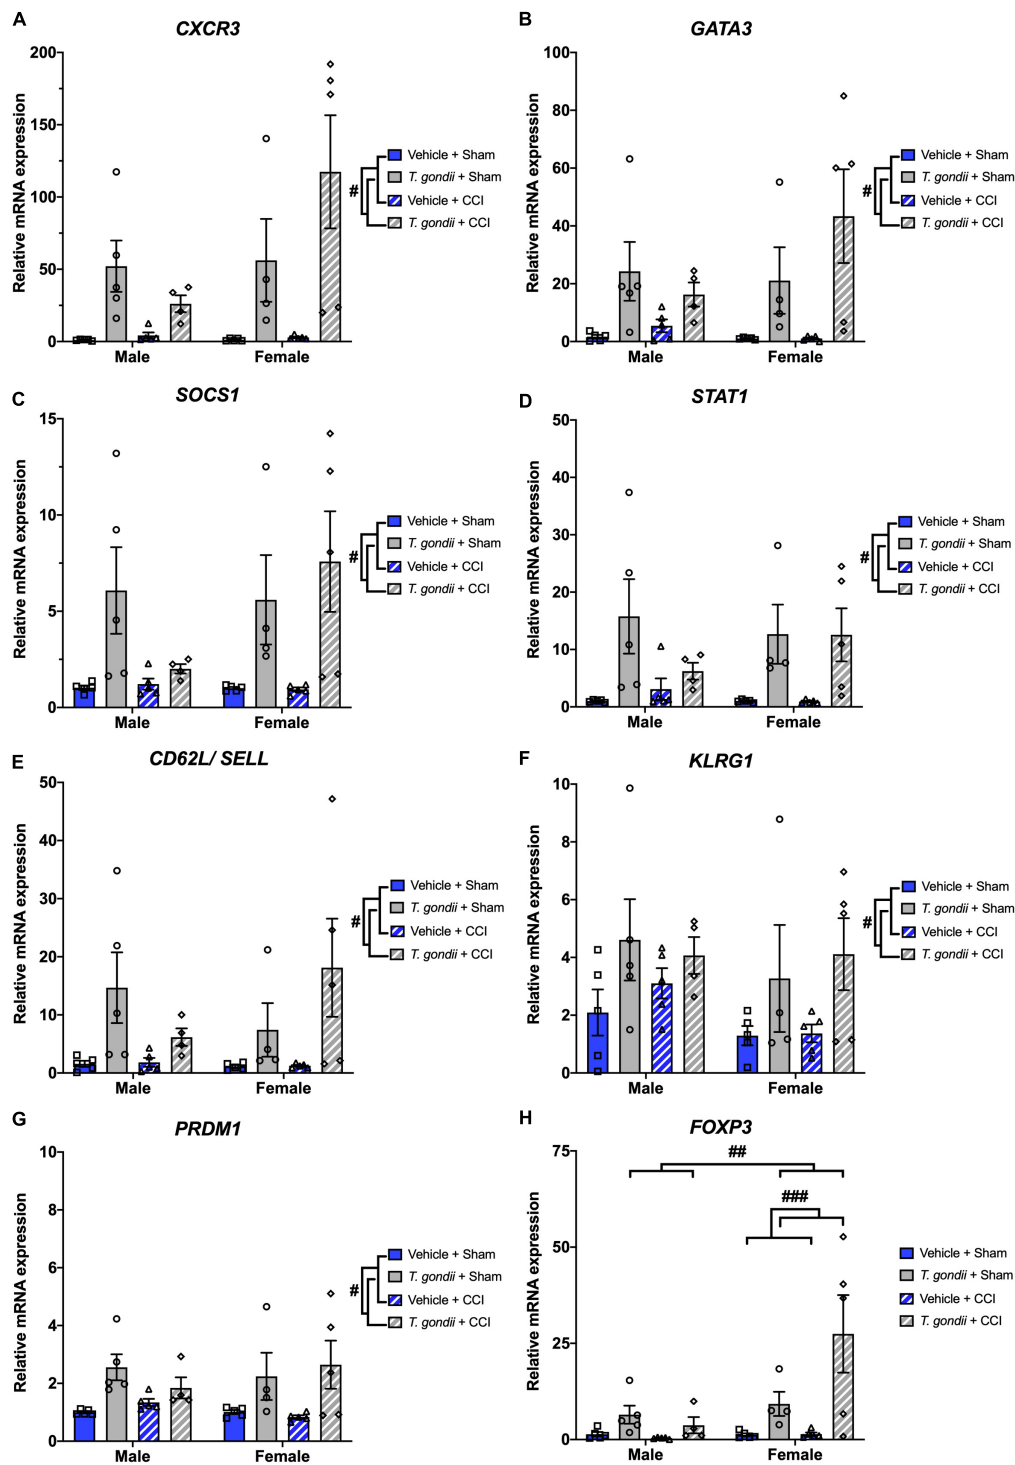 A
CXCR3
Relative mRNA expression
200
150
100
50
0
Male
Female
#
Vehicle + Sham
T. gondii + Sham
Vehicle + CCI
T. gondii + CCI
B
GATA3
Relative mRNA expression
100
80
60
40
20
0
Male
Female
#
Vehicle + Sham
T. gondii + Sham
Vehicle + CCI
T. gondii + CCI
C
SOCS1
Relative mRNA expression
15
10
5
0
Male
Female
#
Vehicle + Sham
T. gondii + Sham
Vehicle + CCI
T. gondii + CCI
D
STAT1
Relative mRNA expression
50
40
30
20
10
0
Male
Female
#
Vehicle + Sham
T. gondii + Sham
Vehicle + CCI
T. gondii + CCI
E
CD62L/ SELL
Relative mRNA expression
50
40
30
20
10
0
Male
Female
#
Vehicle + Sham
T. gondii + Sham
Vehicle + CCI
T. gondii + CCI
F
KLRG1
Relative mRNA expression
10
8
6
4
2
0
Male
Female
#
Vehicle + Sham
T. gondii + Sham
Vehicle + CCI
T. gondii + CCI
G
PRDM1
Relative mRNA expression
10
8
6
4
2
0
Male
Female
#
Vehicle + Sham
T. gondii + Sham
Vehicle + CCI
T. gondii + CCI
H
FOXP3
Relative mRNA expression
75
50
25
0
##
###
Male
Female
Vehicle + Sham
T. gondii + Sham
Vehicle + CCI
T. gondii + CCI